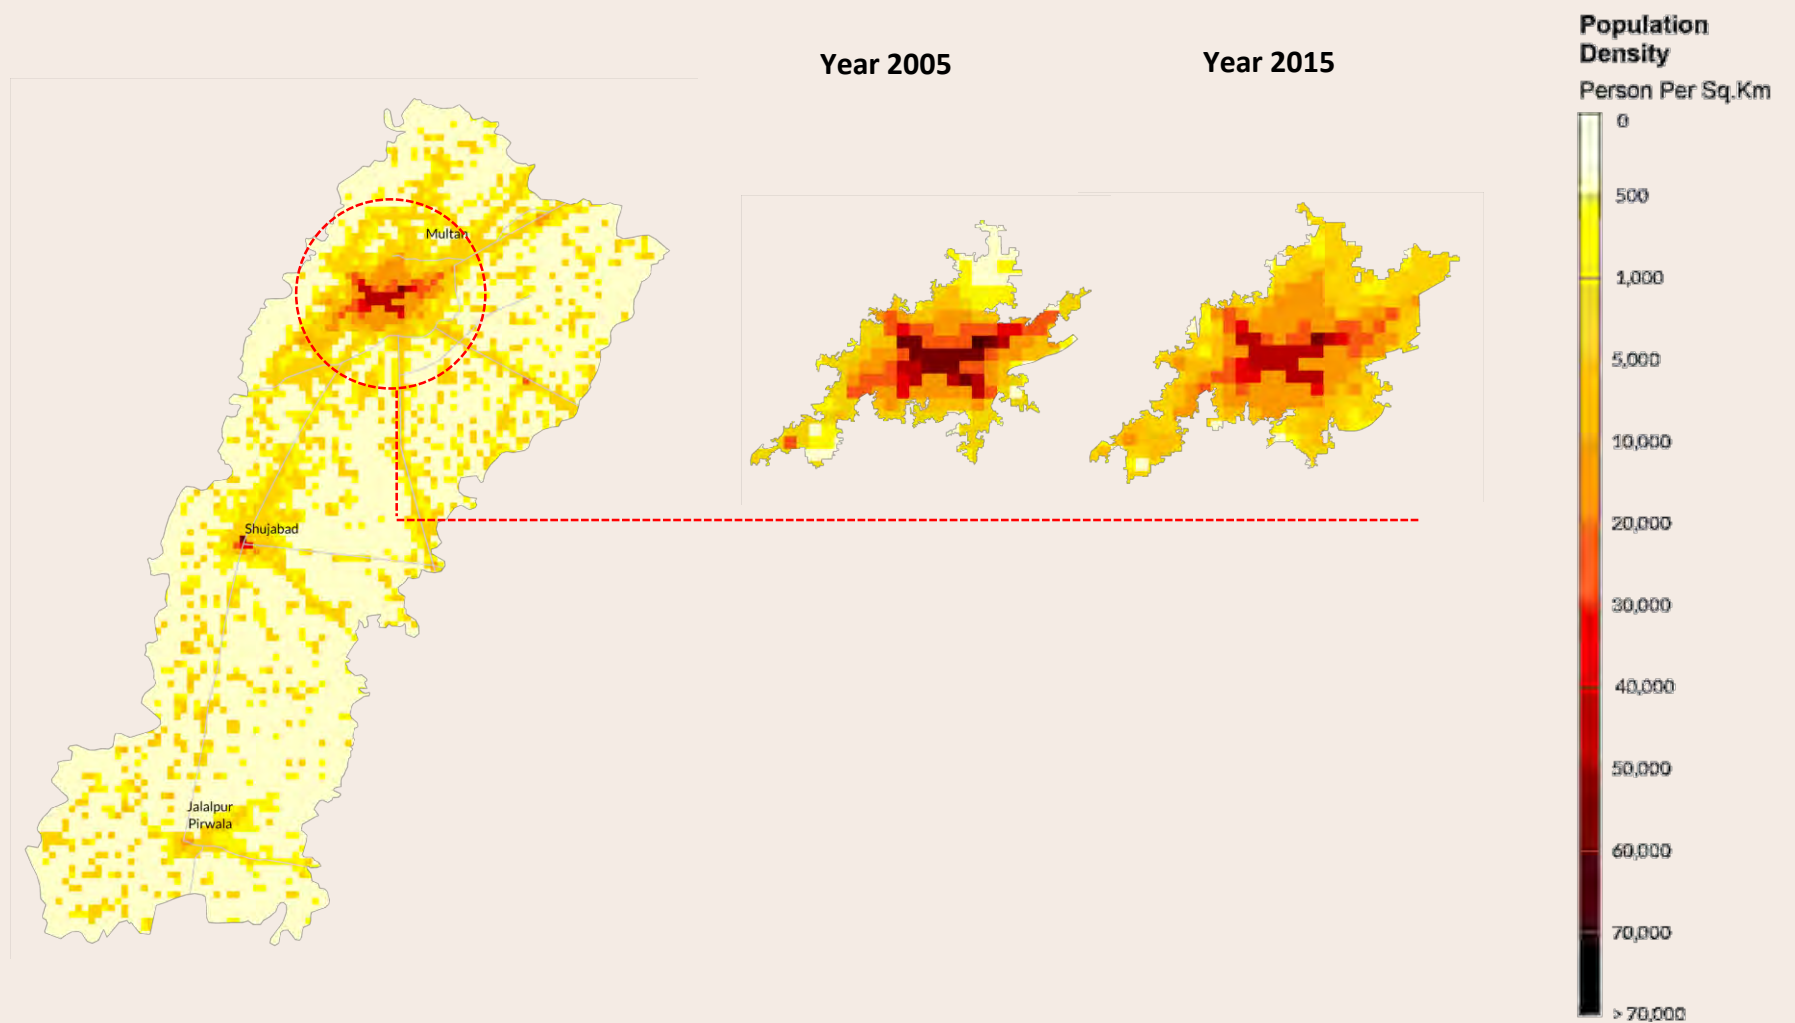 Year 2005
Year 2015
Population
Density
Person Per Sq.Km
0
500
1,000
5,000
10,000
20,000
30,000
40,000
50,000
60,000
70,000
> 70,000
Multan
Shujabad
Jalalpur
Pirwala